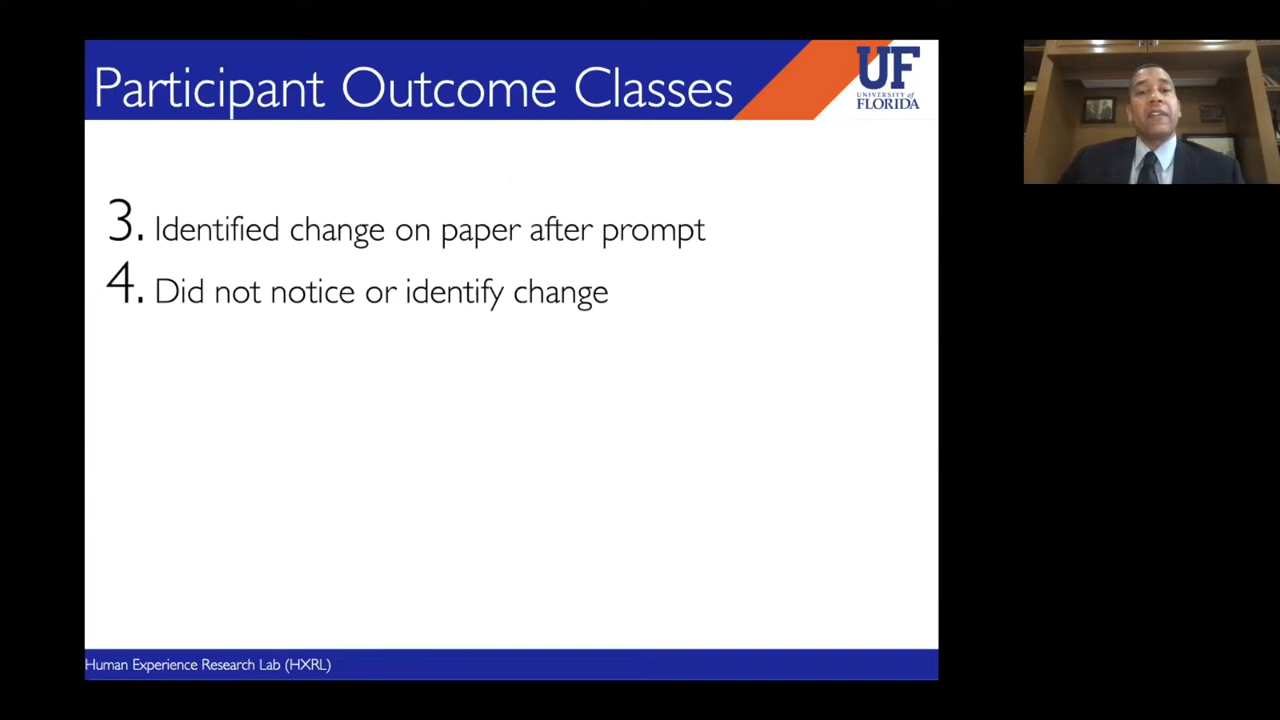 Participant Outcome Classes
UF
UNIVERSITY of
FLORIDA
3. Identified change on paper after prompt
4. Did not notice or identify change
Human Experience Research Lab (HXRL)